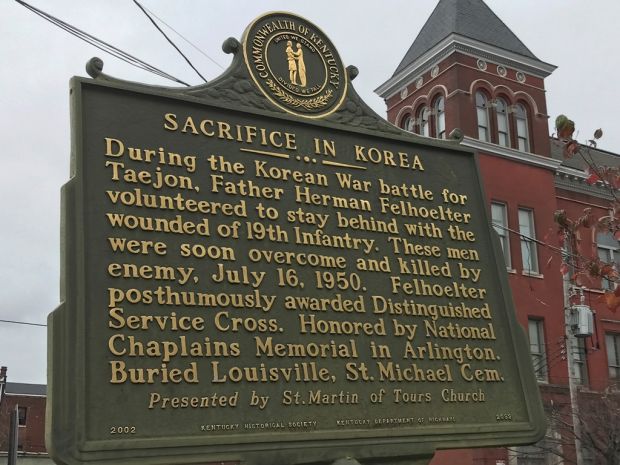 COMMONWEALTH OF KENTUCKY
UNITED WE STAND
DIVIDED WE FALL
SACRIFICE IN KOREA
During the Korean War battle for
Taejon, Father Herman Felhoelter
volunteered to stay behind with the
wounded of 19th Infantry. These men
were soon overcome and killed by
enemy, July 16, 1950. Felhoelter
posthumously awarded Distinguished
Service Cross. Honored by National
Chaplains Memorial in Arlington.
Buried Louisville, St. Michael Cem.
Presented by St. Martin of Tours Church
2002 KENTUCKY HISTORICAL SOCIETY KENTUCKY DEPARTMENT OF HIGHWAYS